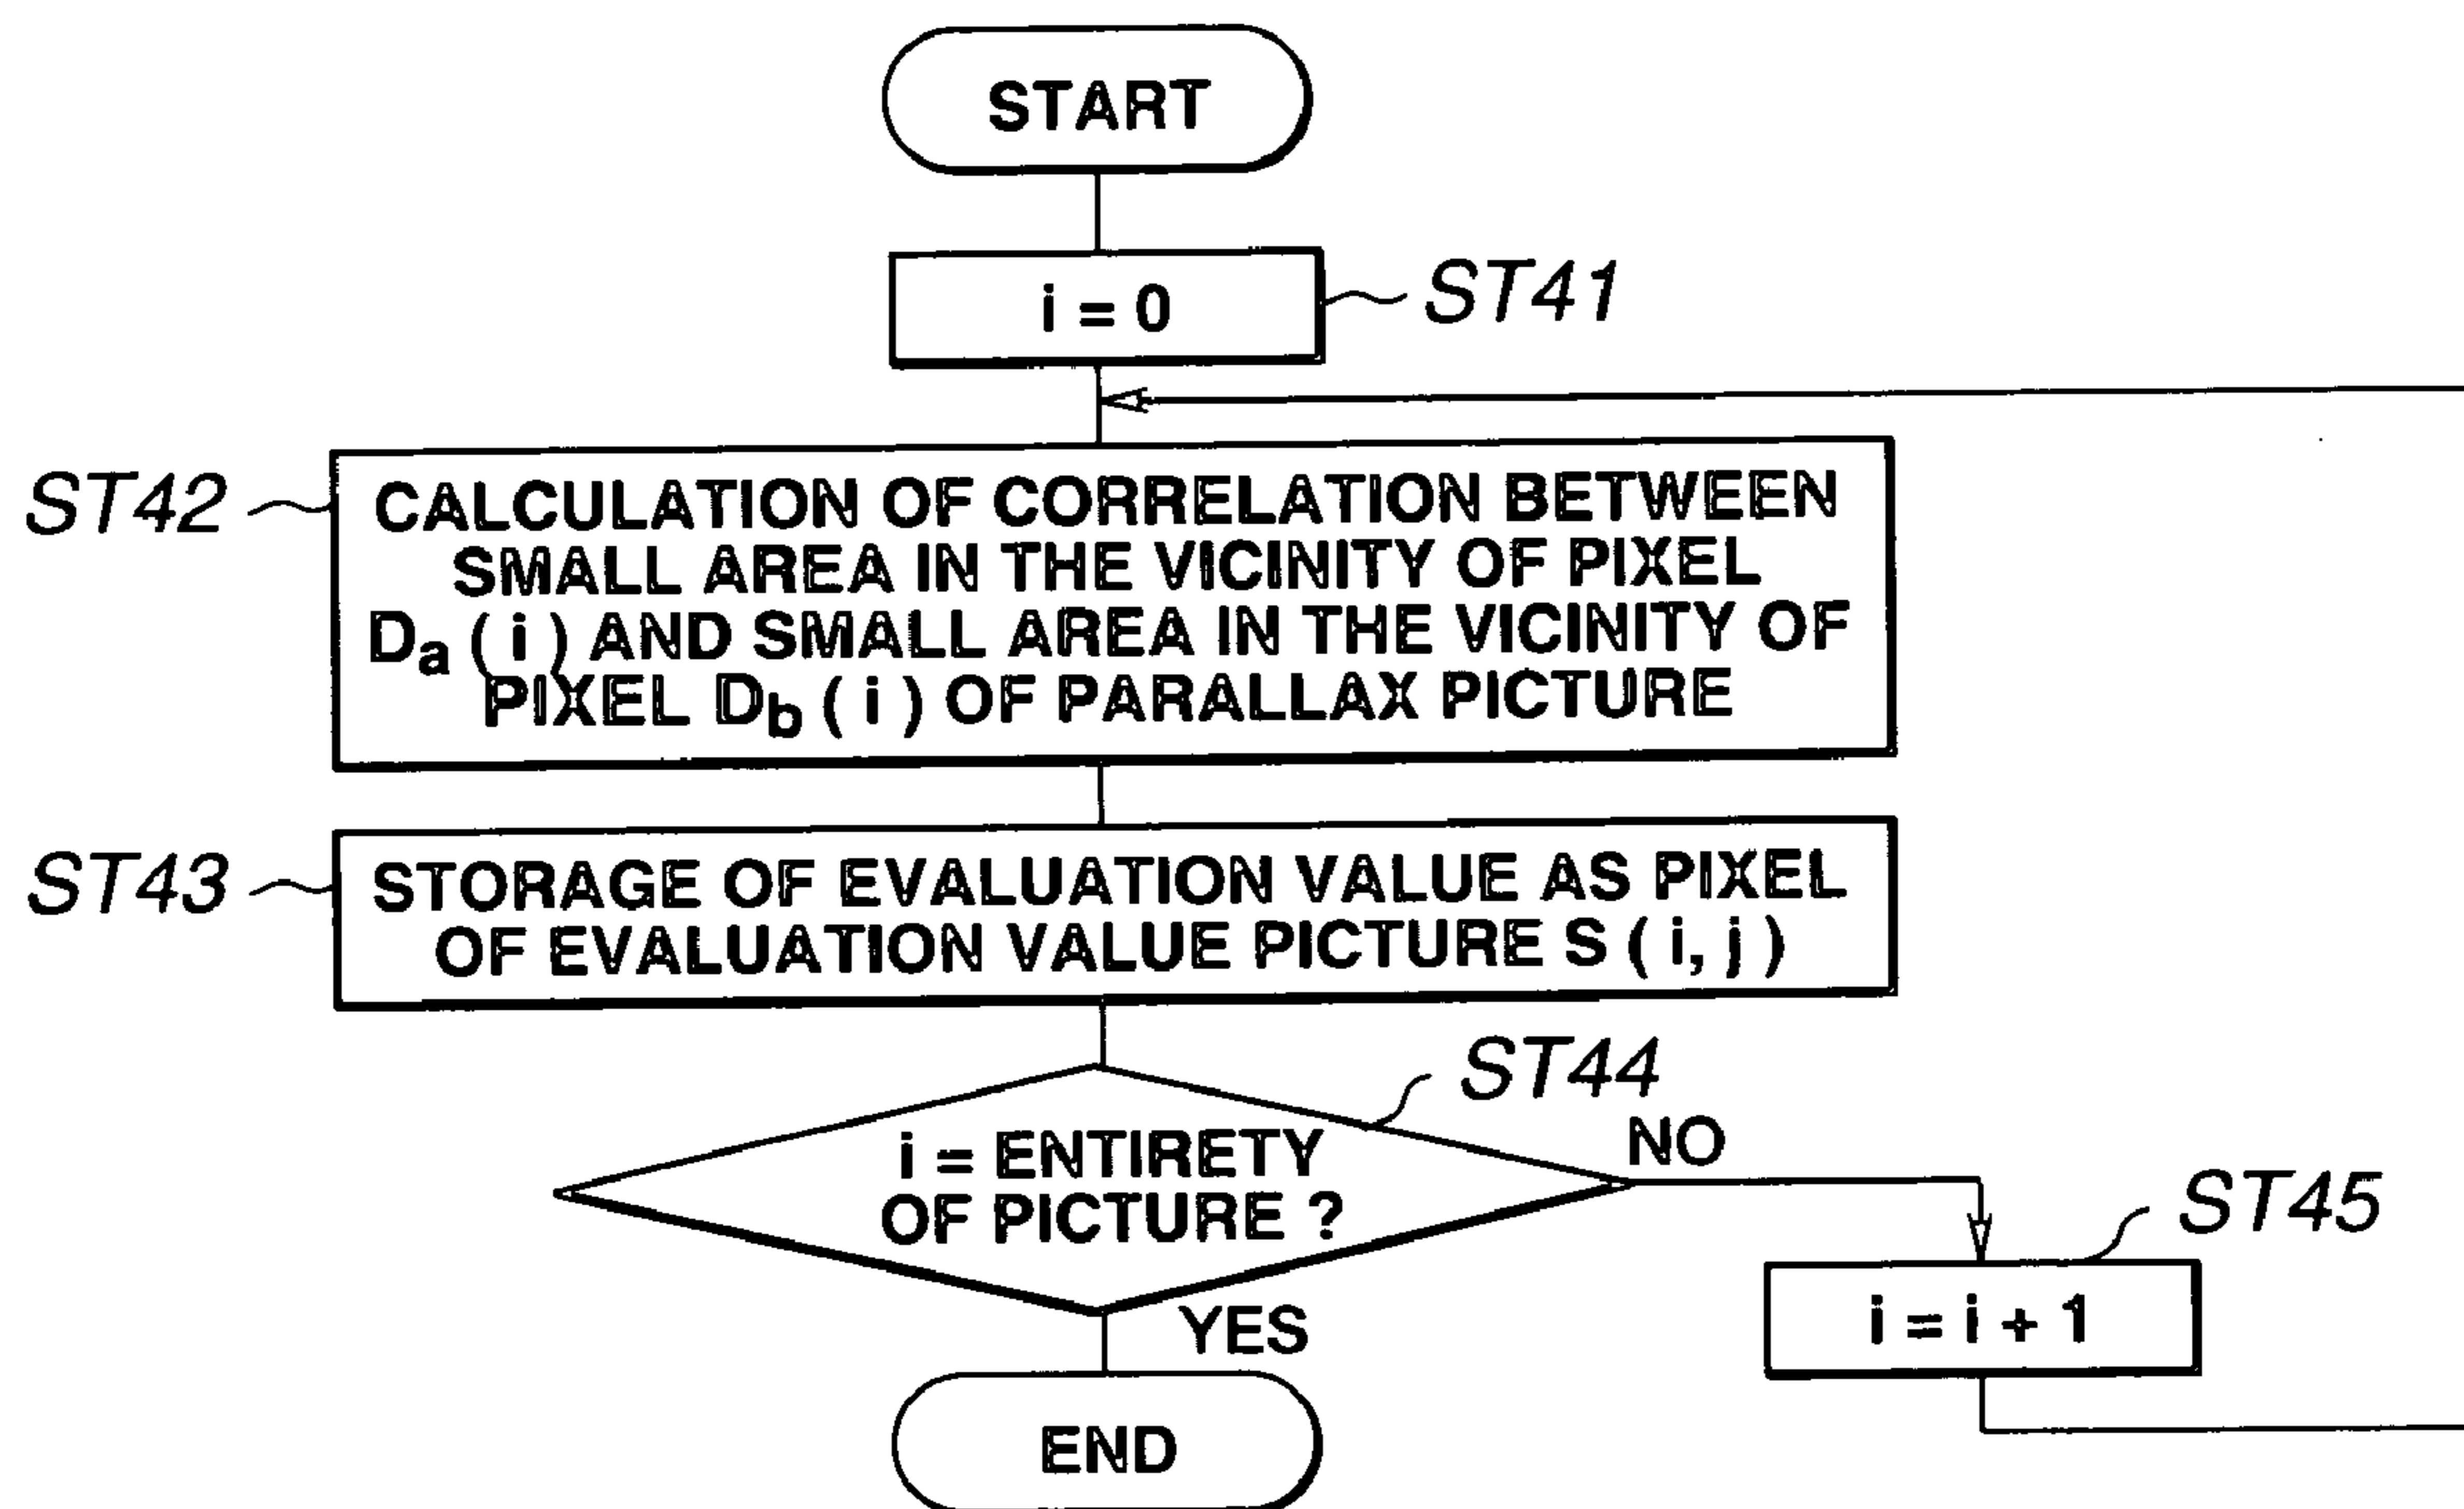 START
i = 0
ST41
ST42
CALCULATION OF CORRELATION BETWEEN
SMALL AREA IN THE VICINITY OF PIXEL
Da ( i ) AND SMALL AREA IN THE VICINITY OF
PIXEL Db ( i ) OF PARALLAX PICTURE
ST43
STORAGE OF EVALUATION VALUE AS PIXEL
OF EVALUATION VALUE PICTURE S ( i, j )
ST44
i = ENTIRETY
OF PICTURE ?
NO
ST45
i = i + 1
YES
END